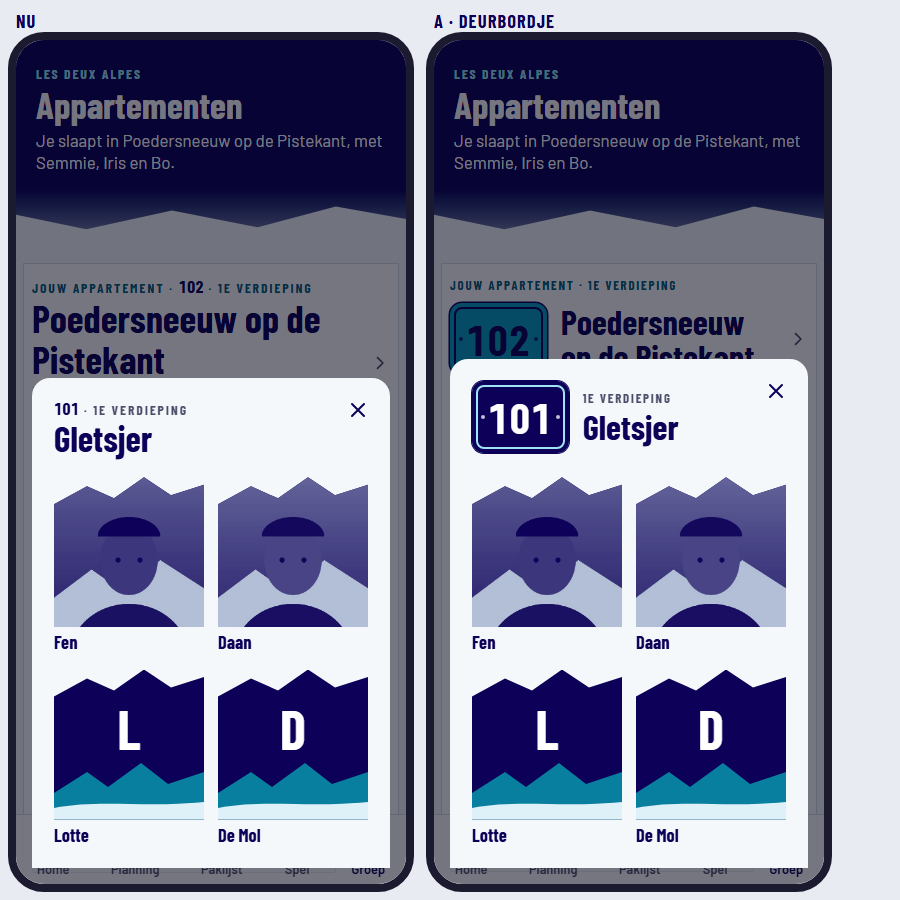 NU
LES DEUX ALPES
Appartementen
Je slaapt in Poedersneeuw op de Pistekant, met
Semmie, Iris en Bo.
JOUW APPARTEMENT · 102 · 1E VERDIEPING
Poedersneeuw op de
Pistekant
101 · 1E VERDIEPING
Gletsjer
Fen
Daan
L
D
Lotte
De Mol
Home
Planning
Paklijst
Spel
Groep
A · DEURBORDJE
LES DEUX ALPES
Appartementen
Je slaapt in Poedersneeuw op de Pistekant, met
Semmie, Iris en Bo.
JOUW APPARTEMENT · 1E VERDIEPING
102
Poedersneeuw
op de Pistekant
101
1E VERDIEPING
Gletsjer
Fen
Daan
L
D
Lotte
De Mol
Home
Planning
Paklijst
Spel
Groep